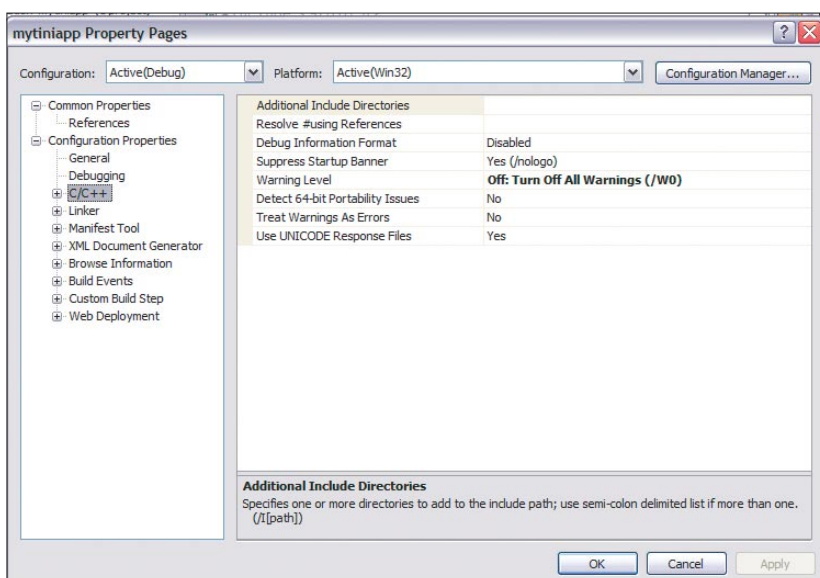 mytiniapp Property Pages
Configuration: Active(Debug) Platform: Active(Win32) Configuration Manager...
Common Properties
References
Configuration Properties
General
Debugging
C/C++
Linker
Manifest Tool
XML Document Generator
Browse Information
Build Events
Custom Build Step
Web Deployment
Additional Include Directories
Resolve #using References
Debug Information Format Disabled
Suppress Startup Banner Yes (/nologo)
Warning Level Off: Turn Off All Warnings (/W0)
Detect 64-bit Portability Issues No
Treat Warnings As Errors No
Use UNICODE Response Files Yes
Additional Include Directories
Specifies one or more directories to add to the include path; use semi-colon delimited list if more than one.
(/I[path])
OK Cancel Apply